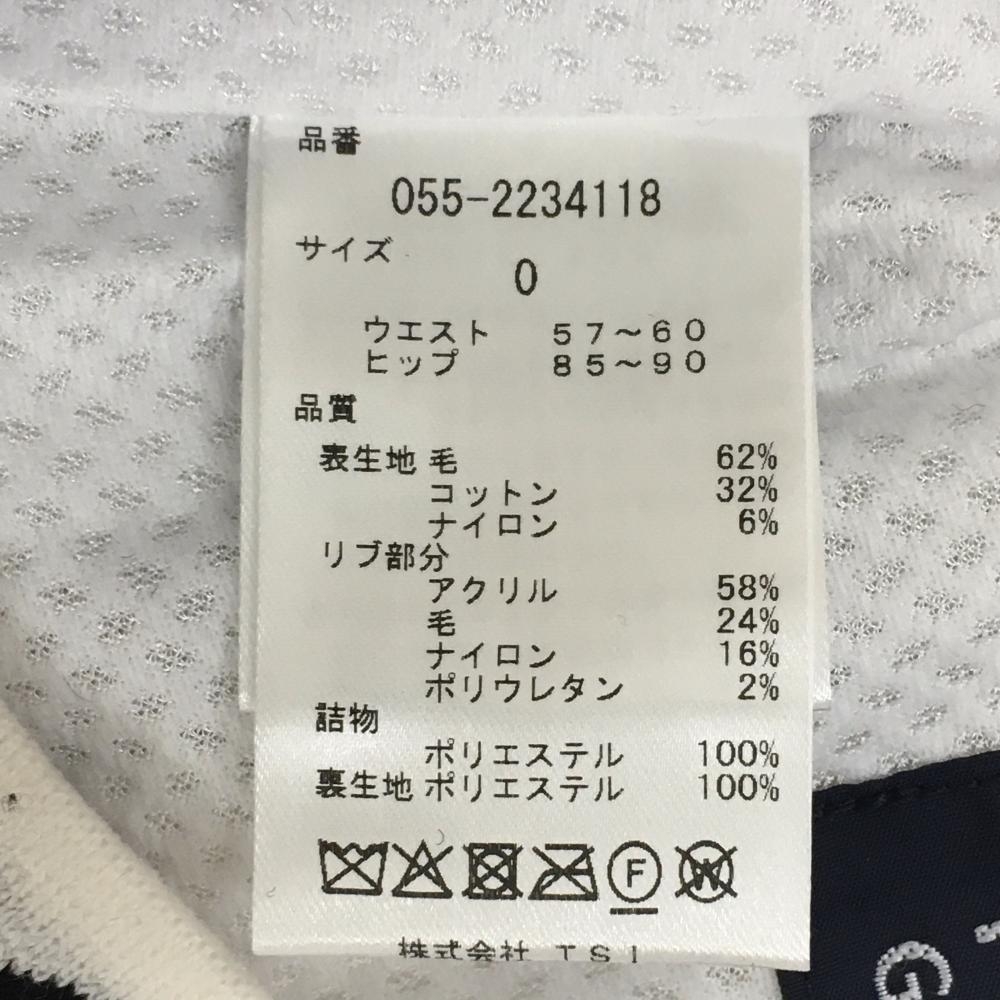 品番
055-2234118
サイズ
0
ウエスト 57～60
ヒップ 85～90
品質
表生地 毛 62%
コットン 32%
ナイロン 6%
リブ部分
アクリル 58%
毛 24%
ナイロン 16%
ポリウレタン 2%
詰物
ポリエステル 100%
裏生地 ポリエステル 100%
F W
株式会社 TSI
G